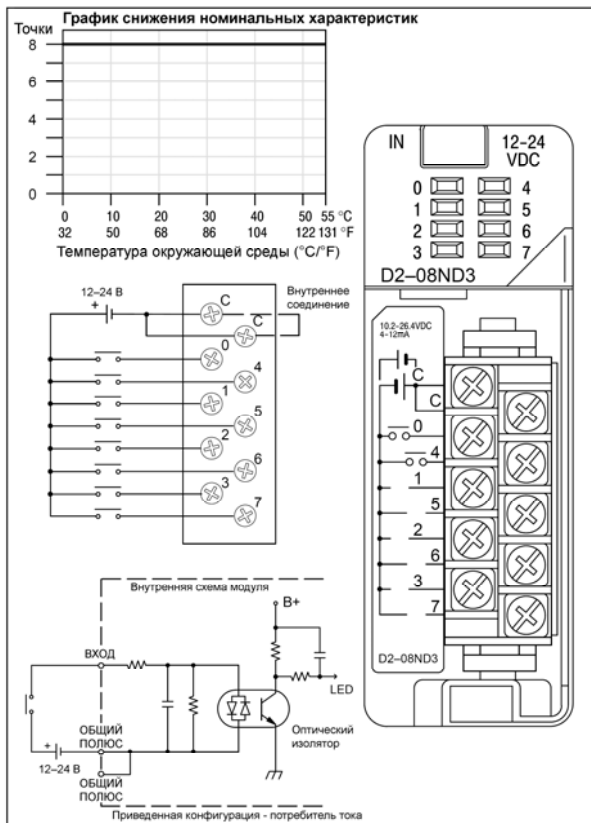 График снижения номинальных характеристик
Точки
8
6
4
2
0
0 10 20 30 40 50 55 °C
32 50 68 86 104 122 131 °F
Температура окружающей среды (°C/°F)
12–24 В
+
Внутреннее
соединение
C
C
0
4
1
5
2
6
3
7
Внутренняя схема модуля
B+
ВХОД
LED
Оптический
изолятор
ОБЩИЙ
ПОЛЮС
+
12–24 В
ОБЩИЙ
ПОЛЮС
Приведенная конфигурация - потребитель тока
IN
12–24
VDC
0 4
1 5
2 6
3 7
D2–08ND3
10.2–26.4VDC
4–12mA
C
C
0
4
1
5
2
6
3
7
D2–08ND3